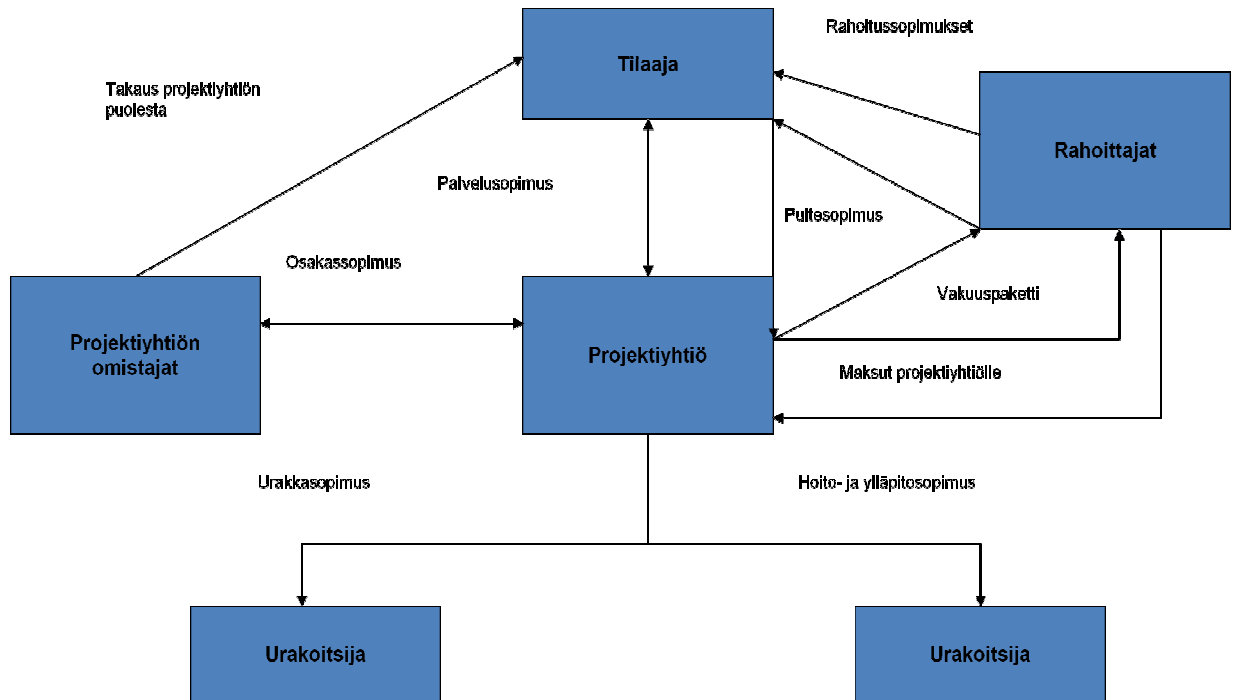 Rahoitussopimukset
Tilaaja
Takaus projektiyhtiön
puolesta
Rahoittajat
Palvelusopimus
Puitesopimus
Osakassopimus
Vakuuspaketti
Projektiyhtiön
omistajat
Projektiyhtiö
Maksut projektiyhtiölle
Urakkasopimus
Hoito- ja ylläpitosopimus
Urakoitsija
Urakoitsija